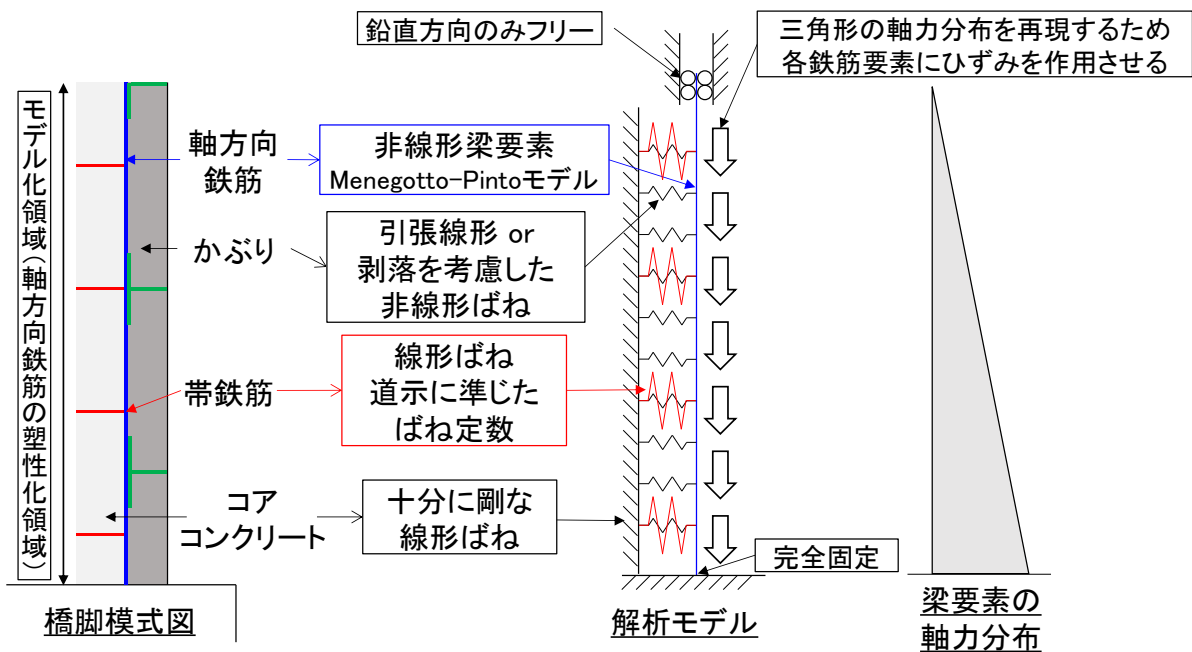 鉛直方向のみフリー
三角形の軸力分布を再現するため
各鉄筋要素にひずみを作用させる
モデル化領域(軸方向鉄筋の塑性化領域)
軸方向
鉄筋
非線形梁要素
Menegotto-Pintoモデル
かぶり
引張線形 or
剥落を考慮した
非線形ばね
帯鉄筋
線形ばね
道示に準じた
ばね定数
コア
コンクリート
十分に剛な
線形ばね
完全固定
橋脚模式図
解析モデル
梁要素の
軸力分布